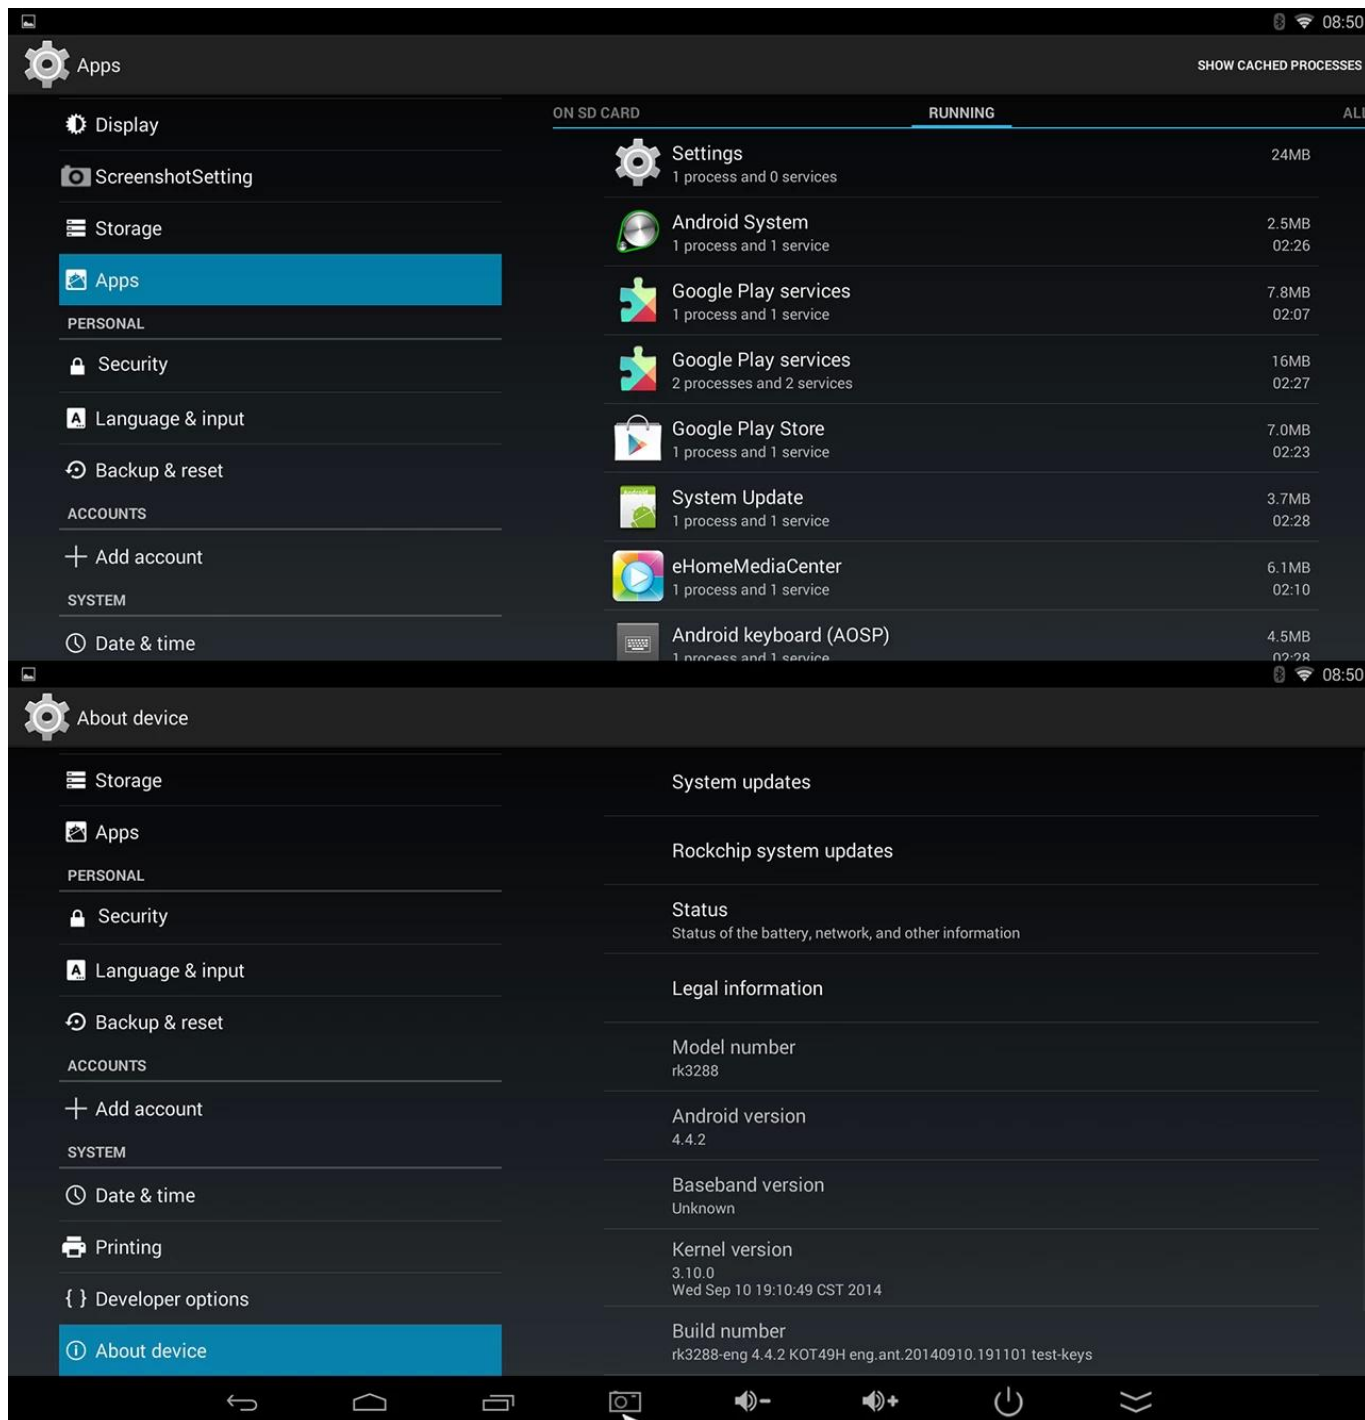 08:50
Apps
SHOW CACHED PROCESSES
Display
ScreenshotSetting
Storage
Apps
PERSONAL
Security
Language & input
Backup & reset
ACCOUNTS
Add account
SYSTEM
Date & time
ON SD CARD RUNNING ALL
Settings 24MB
1 process and 0 services
Android System 2.5MB
1 process and 1 service 02:26
Google Play services 7.8MB
1 process and 1 service 02:07
Google Play services 16MB
2 processes and 2 services 02:27
Google Play Store 7.0MB
1 process and 1 service 02:23
System Update 3.7MB
1 process and 1 service 02:28
eHomeMediaCenter 6.1MB
1 process and 1 service 02:10
Android keyboard (AOSP) 4.5MB
1 process and 1 service 02:28
08:50
About device
Storage
Apps
PERSONAL
Security
Language & input
Backup & reset
ACCOUNTS
Add account
SYSTEM
Date & time
Printing
{ } Developer options
About device
System updates
Rockchip system updates
Status
Status of the battery, network, and other information
Legal information
Model number
rk3288
Android version
4.4.2
Baseband version
Unknown
Kernel version
3.10.0
Wed Sep 10 19:10:49 CST 2014
Build number
rk3288-eng 4.4.2 KOT49H eng.ant.20140910.191101 test-keys